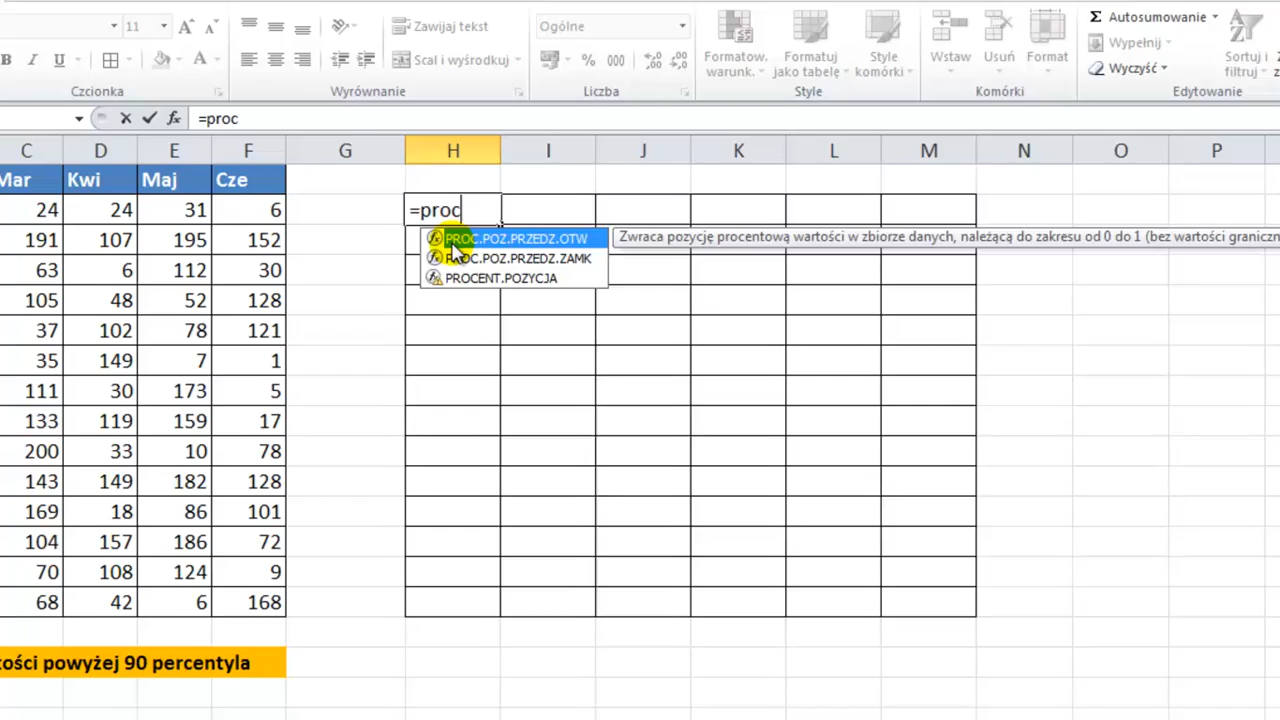 11 A A Zawijaj tekst Ogólne Σ Autosumowanie
B I U A Scal i wyśrodkuj % 000 Formatow. warunk. Formatuj jako tabelę Style komórki Wstaw Usuń Format Wypełnij Wyczyść Sortuj i filtruj
Czcionka Wyrównanie Liczba Style Komórki Edytowanie
fx =proc
C D E F G H I J K L M N O P
Mar Kwi Maj Cze
24 24 31 6 =proc
191 107 195 152 PROC.POZ.PRZEDZ.OTW Zwraca pozycję procentową wartości w zbiorze danych, należącą do zakresu od 0 do 1 (bez wartości graniczn
63 6 112 30 PROC.POZ.PRZEDZ.ZAMK
PROCENT.POZYCJA
105 48 52 128
37 102 78 121
35 149 7 1
111 30 173 5
133 119 159 17
200 33 10 78
143 149 182 128
169 18 86 101
104 157 186 72
70 108 124 9
68 42 6 168
tości powyżej 90 percentyla